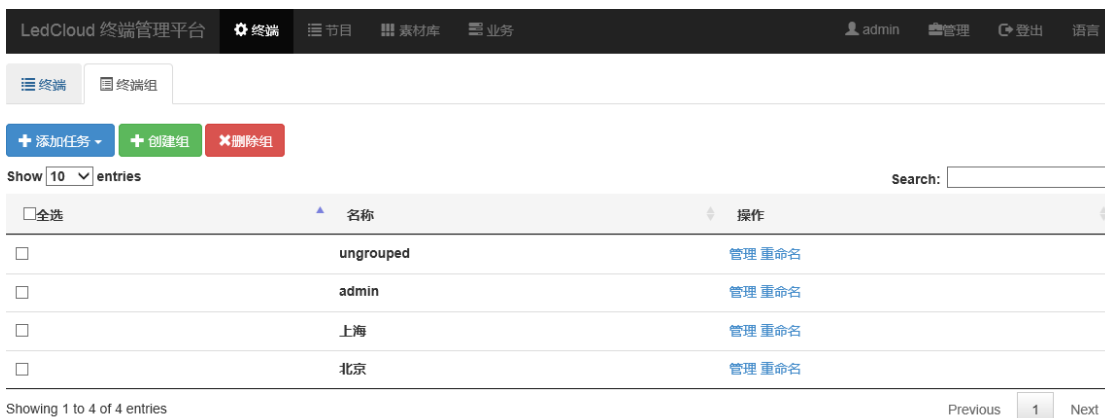 LedCloud 终端管理平台 终端 节目 素材库 业务 admin 管理 登出 语言
终端 终端组
添加任务 创建组 删除组
Show 10 entries Search:
全选 名称 操作
ungrouped 管理 重命名
admin 管理 重命名
上海 管理 重命名
北京 管理 重命名
Showing 1 to 4 of 4 entries Previous 1 Next